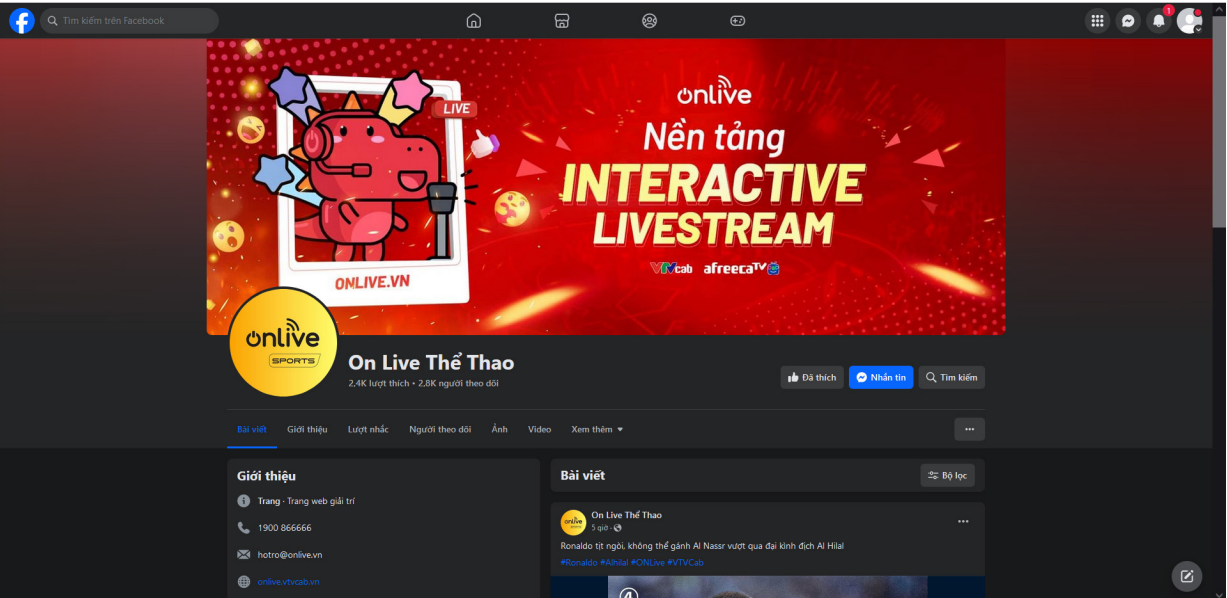 Tìm kiếm trên Facebook
1
LIVE
ONLIVE.VN
onlive
Nền tảng
INTERACTIVE
LIVESTREAM
VTVcab afreecaTV
onlive
SPORTS
On Live Thể Thao
2,4K lượt thích • 2,8K người theo dõi
Đã thích
Nhắn tin
Tìm kiếm
Bài viết
Giới thiệu
Lượt nhắc
Người theo dõi
Ảnh
Video
Xem thêm
Giới thiệu
Trang · Trang web giải trí
1900 866666
hotro@onlive.vn
onlive.vtvcab.vn
Bài viết
Bộ lọc
onlive
On Live Thể Thao
5 giờ ·
Ronaldo tịt ngòi, không thể gánh Al Nassr vượt qua đại kình địch Al Hilal
#Ronaldo #Alhilal #ONLive #VTVCab